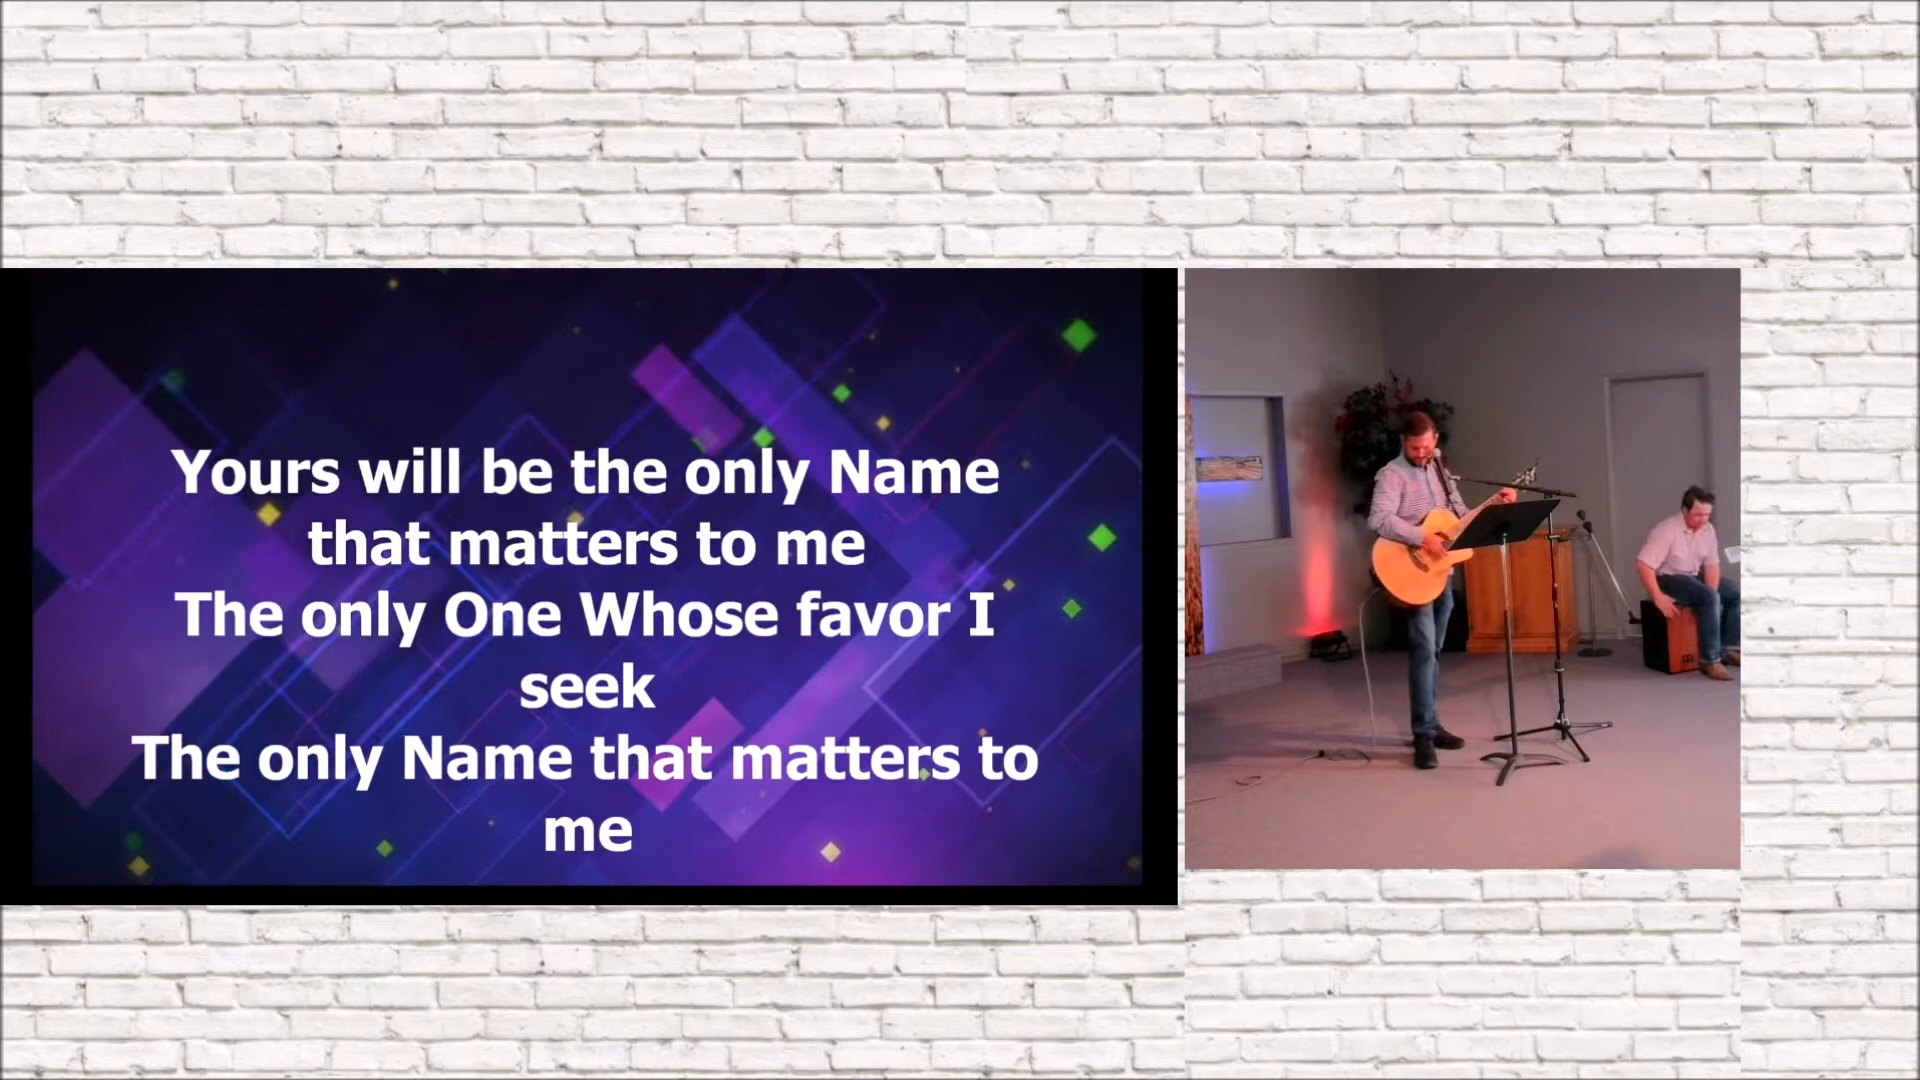 Yours will be the only Name
that matters to me
The only One Whose favor I
seek
The only Name that matters to
me